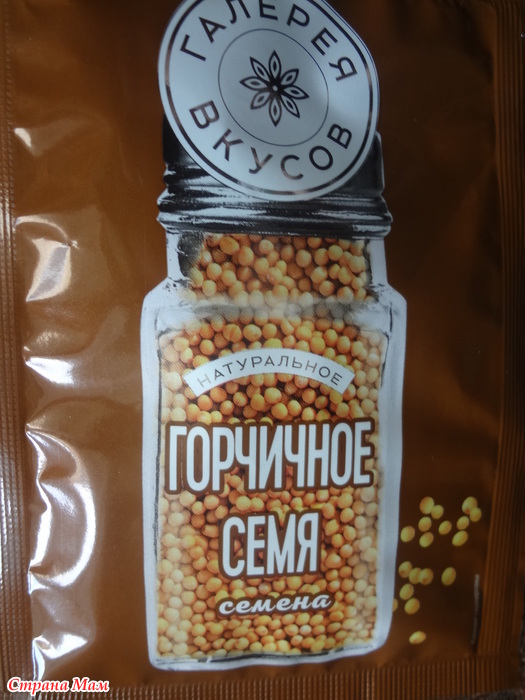 ГАЛЕРЕЯ
ВКУСОВ
НАТУРАЛЬНОЕ
ГОРЧИЧНОЕ
СЕМЯ
семена
Страна Мам